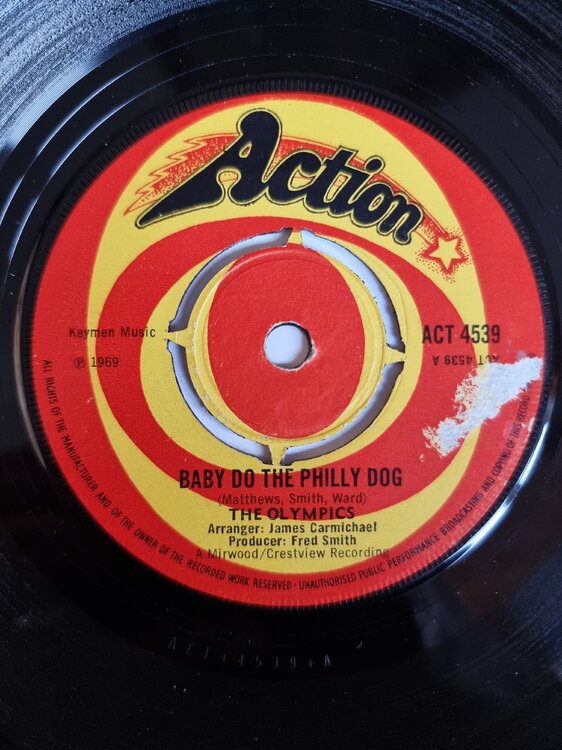 Action
Keymen Music
ACT 4539
℗ 1969
ACT 4539 A
BABY DO THE PHILLY DOG
(Matthews, Smith, Ward)
THE OLYMPICS
Arranger: James Carmichael
Producer: Fred Smith
A Mirwood/Crestview Recording
ALL RIGHTS OF THE MANUFACTURER AND OF THE OWNER OF THE RECORDED WORK RESERVED · UNAUTHORISED PUBLIC PERFORMANCE BROADCASTING AND COPYING OF THIS RECORD
ACT+4539+A